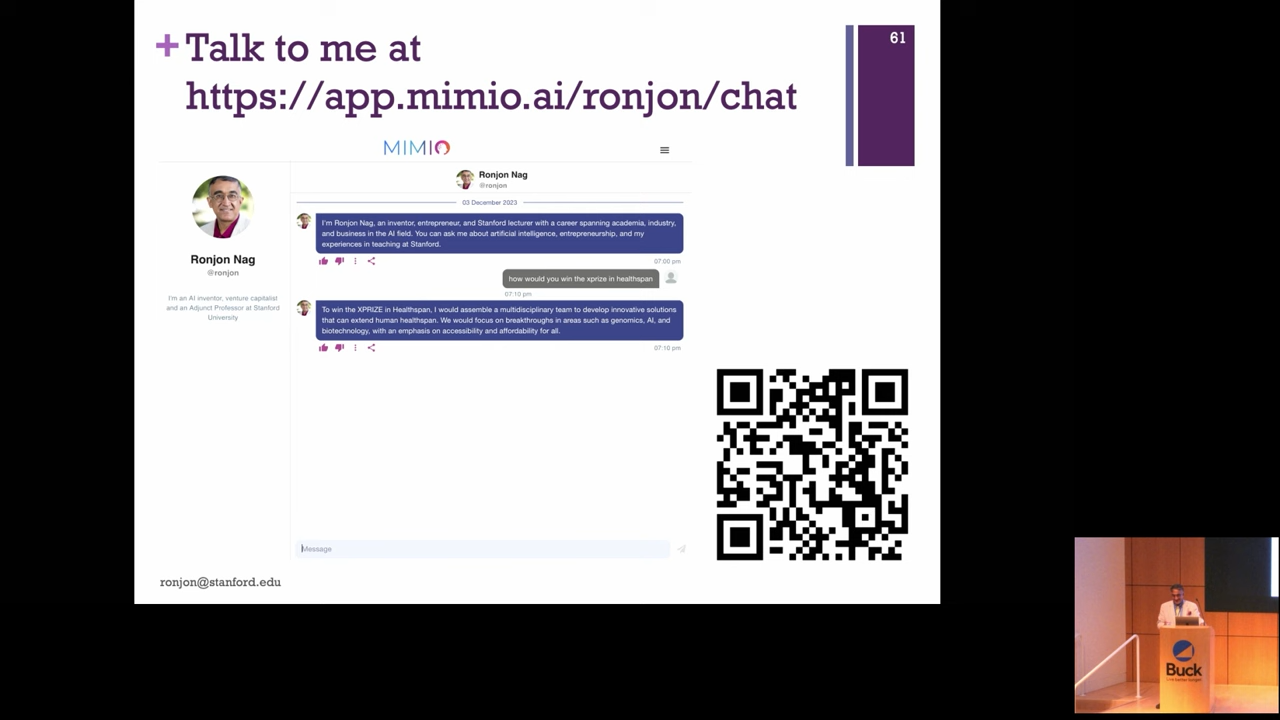 + Talk to me at
https://app.mimio.ai/ronjon/chat
61
MIMIO
Ronjon Nag
@ronjon
I'm an AI inventor, venture capitalist
and an Adjunct Professor at Stanford
University
Ronjon Nag
@ronjon
03 December 2023
I'm Ronjon Nag, an inventor, entrepreneur, and Stanford lecturer with a career spanning academia, industry,
and business in the AI field. You can ask me about artificial intelligence, entrepreneurship, and my
experiences in teaching at Stanford.
07:00 pm
how would you win the xprize in healthspan
07:10 pm
To win the XPRIZE in Healthspan, I would assemble a multidisciplinary team to develop innovative solutions
that can extend human healthspan. We would focus on breakthroughs in areas such as genomics, AI, and
biotechnology, with an emphasis on accessibility and affordability for all.
07:10 pm
Message
ronjon@stanford.edu
Buck